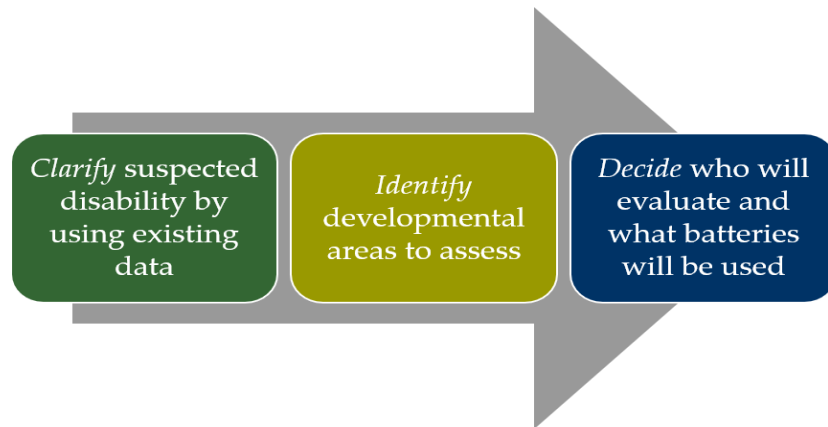 Clarify suspected
disability by
using existing
data
Identify
developmental
areas to assess
Decide who will
evaluate and
what batteries
will be used